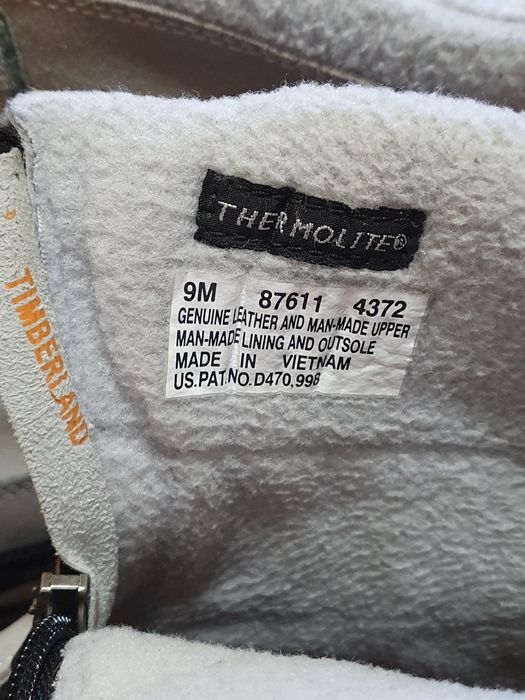 THERMOLITE®
9M 87611 4372
GENUINE LEATHER AND MAN-MADE UPPER
MAN-MADE LINING AND OUTSOLE
MADE IN VIETNAM
US.PAT.NO.D470,998
TIMBERLAND